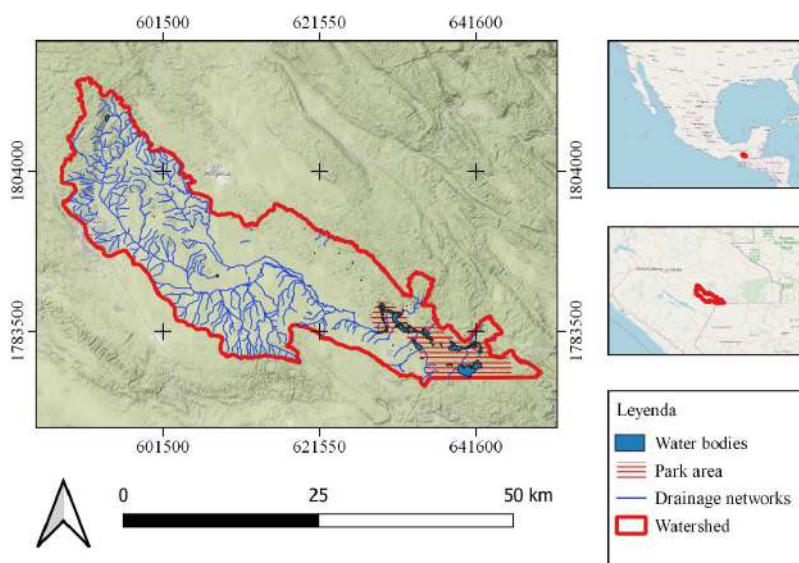 601500 621550 641600
1804000 1804000
1783500 1783500
601500 621550 641600
0 25 50 km
Leyenda
Water bodies
Park area
Drainage networks
Watershed